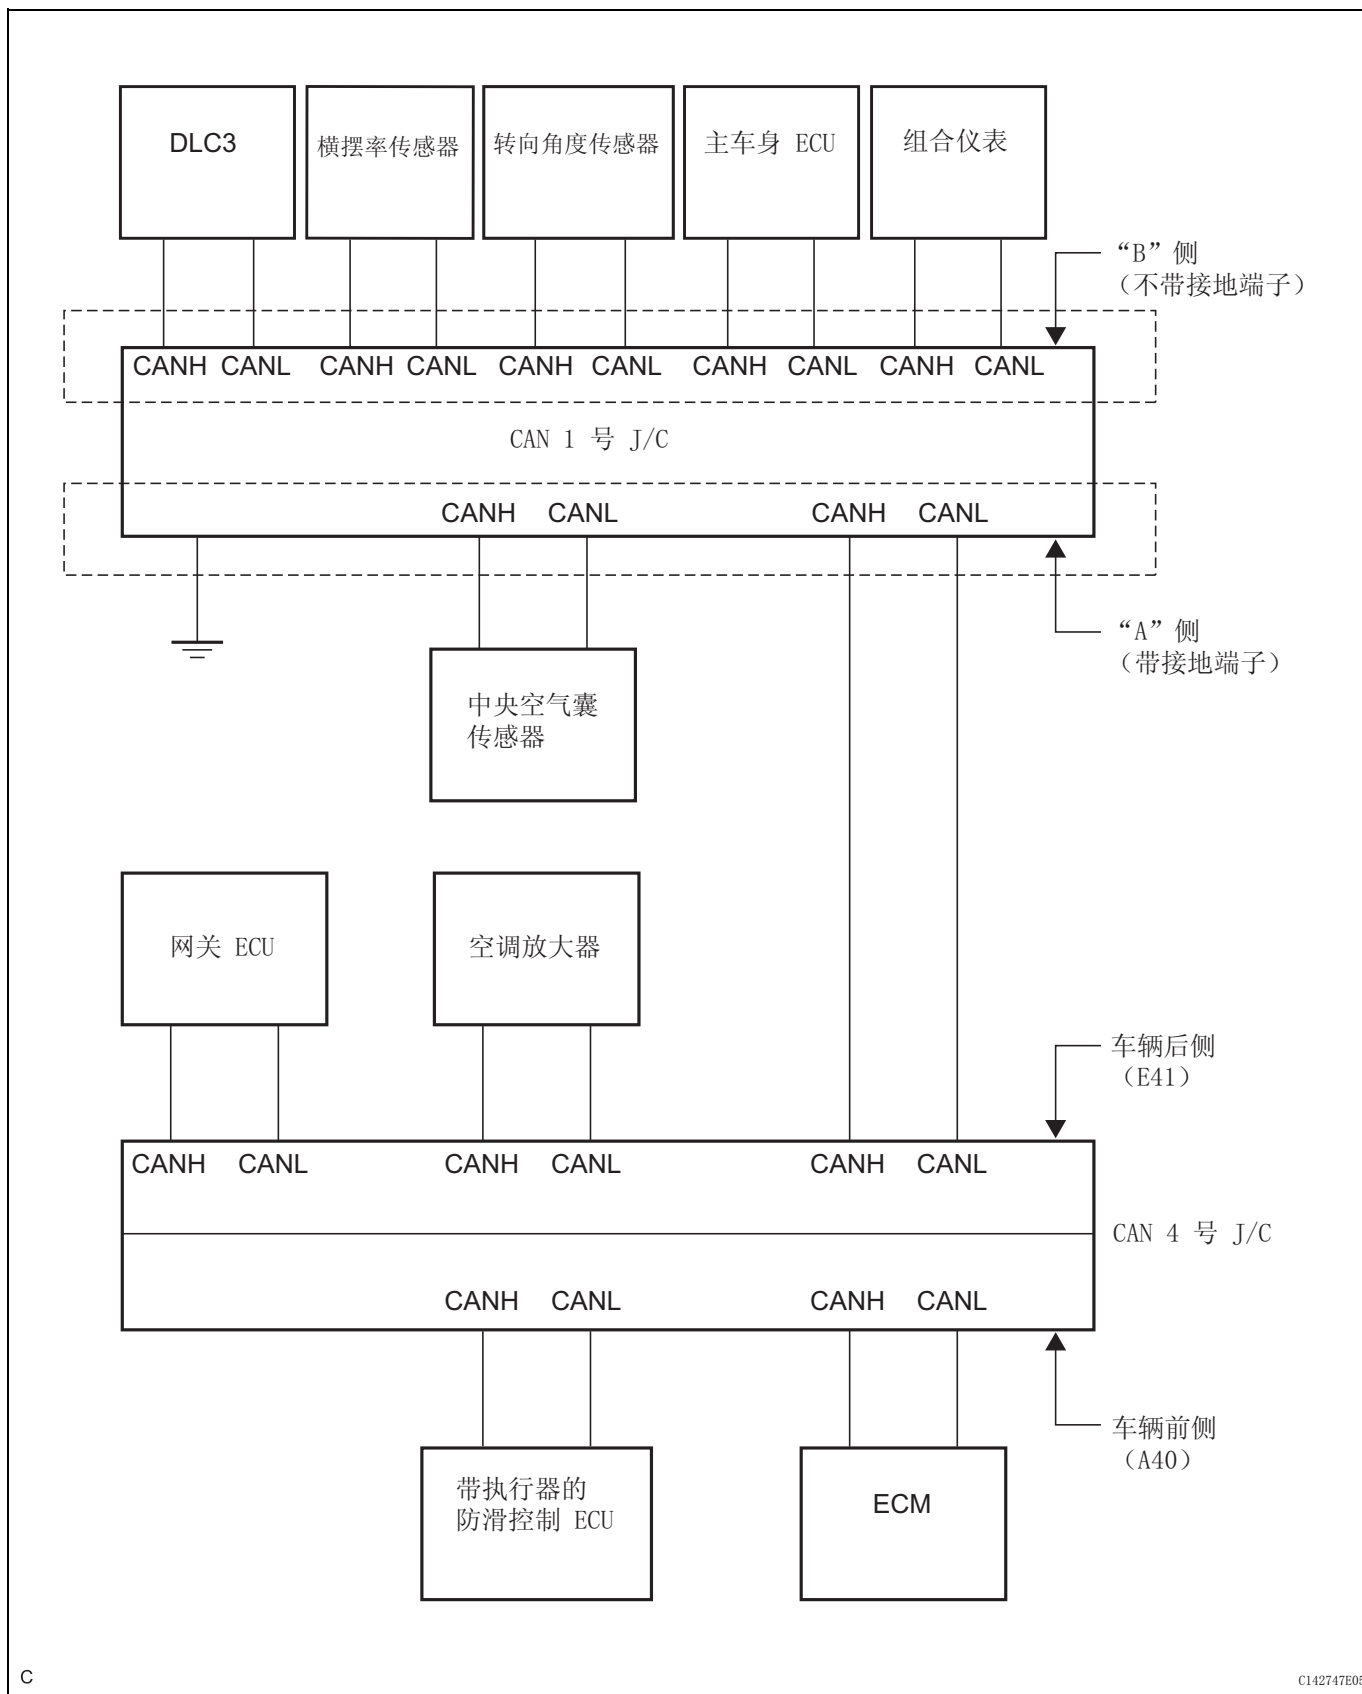 DLC3
横摆率传感器
转向角度传感器
主车身 ECU
组合仪表
“B”侧
（不带接地端子）
CANH CANL CANH CANL CANH CANL CANH CANL CANH CANL
CAN 1 号 J/C
CANH CANL CANH CANL
“A”侧
（带接地端子）
中央空气囊
传感器
网关 ECU
空调放大器
车辆后侧
（E41）
CANH CANL CANH CANL CANH CANL
CAN 4 号 J/C
CANH CANL CANH CANL
车辆前侧
（A40）
带执行器的
防滑控制 ECU
ECM
C
C142747E05